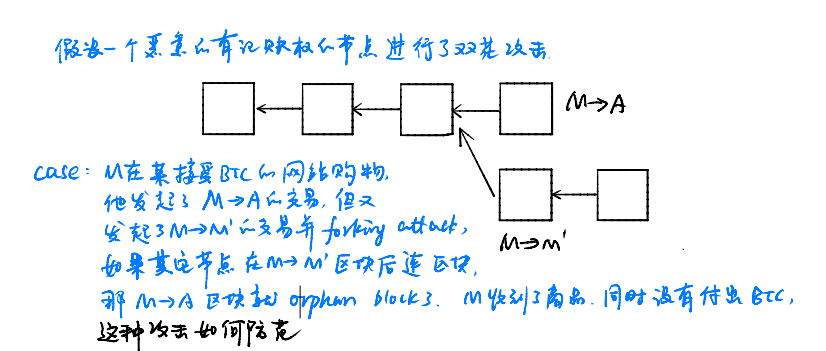 假设一个恶意的有记账权的节点进行了双花攻击
M→A
case: M在某接受BTC的网站购物,
他发起了 M→A的交易, 但又
发起了M→M'的交易并forking attack,
M→M'
如果其它节点在M→M'区块后连区块,
那 M→A 区块就orphan block了. M收到了商品. 同时没有付出BTC,
这种攻击如何防范